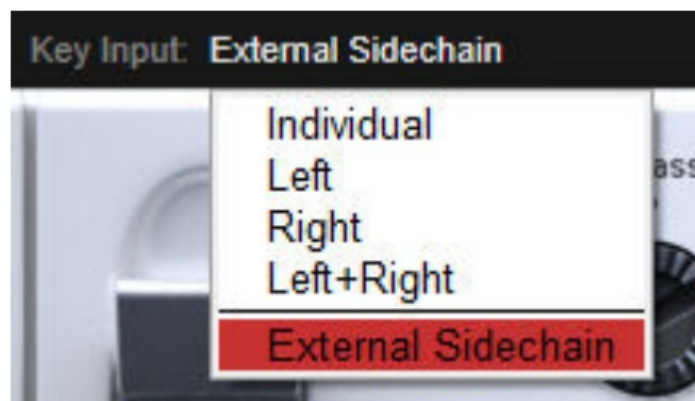 Key Input: External Sidechain
Individual
Left
Right
Left+Right
External Sidechain